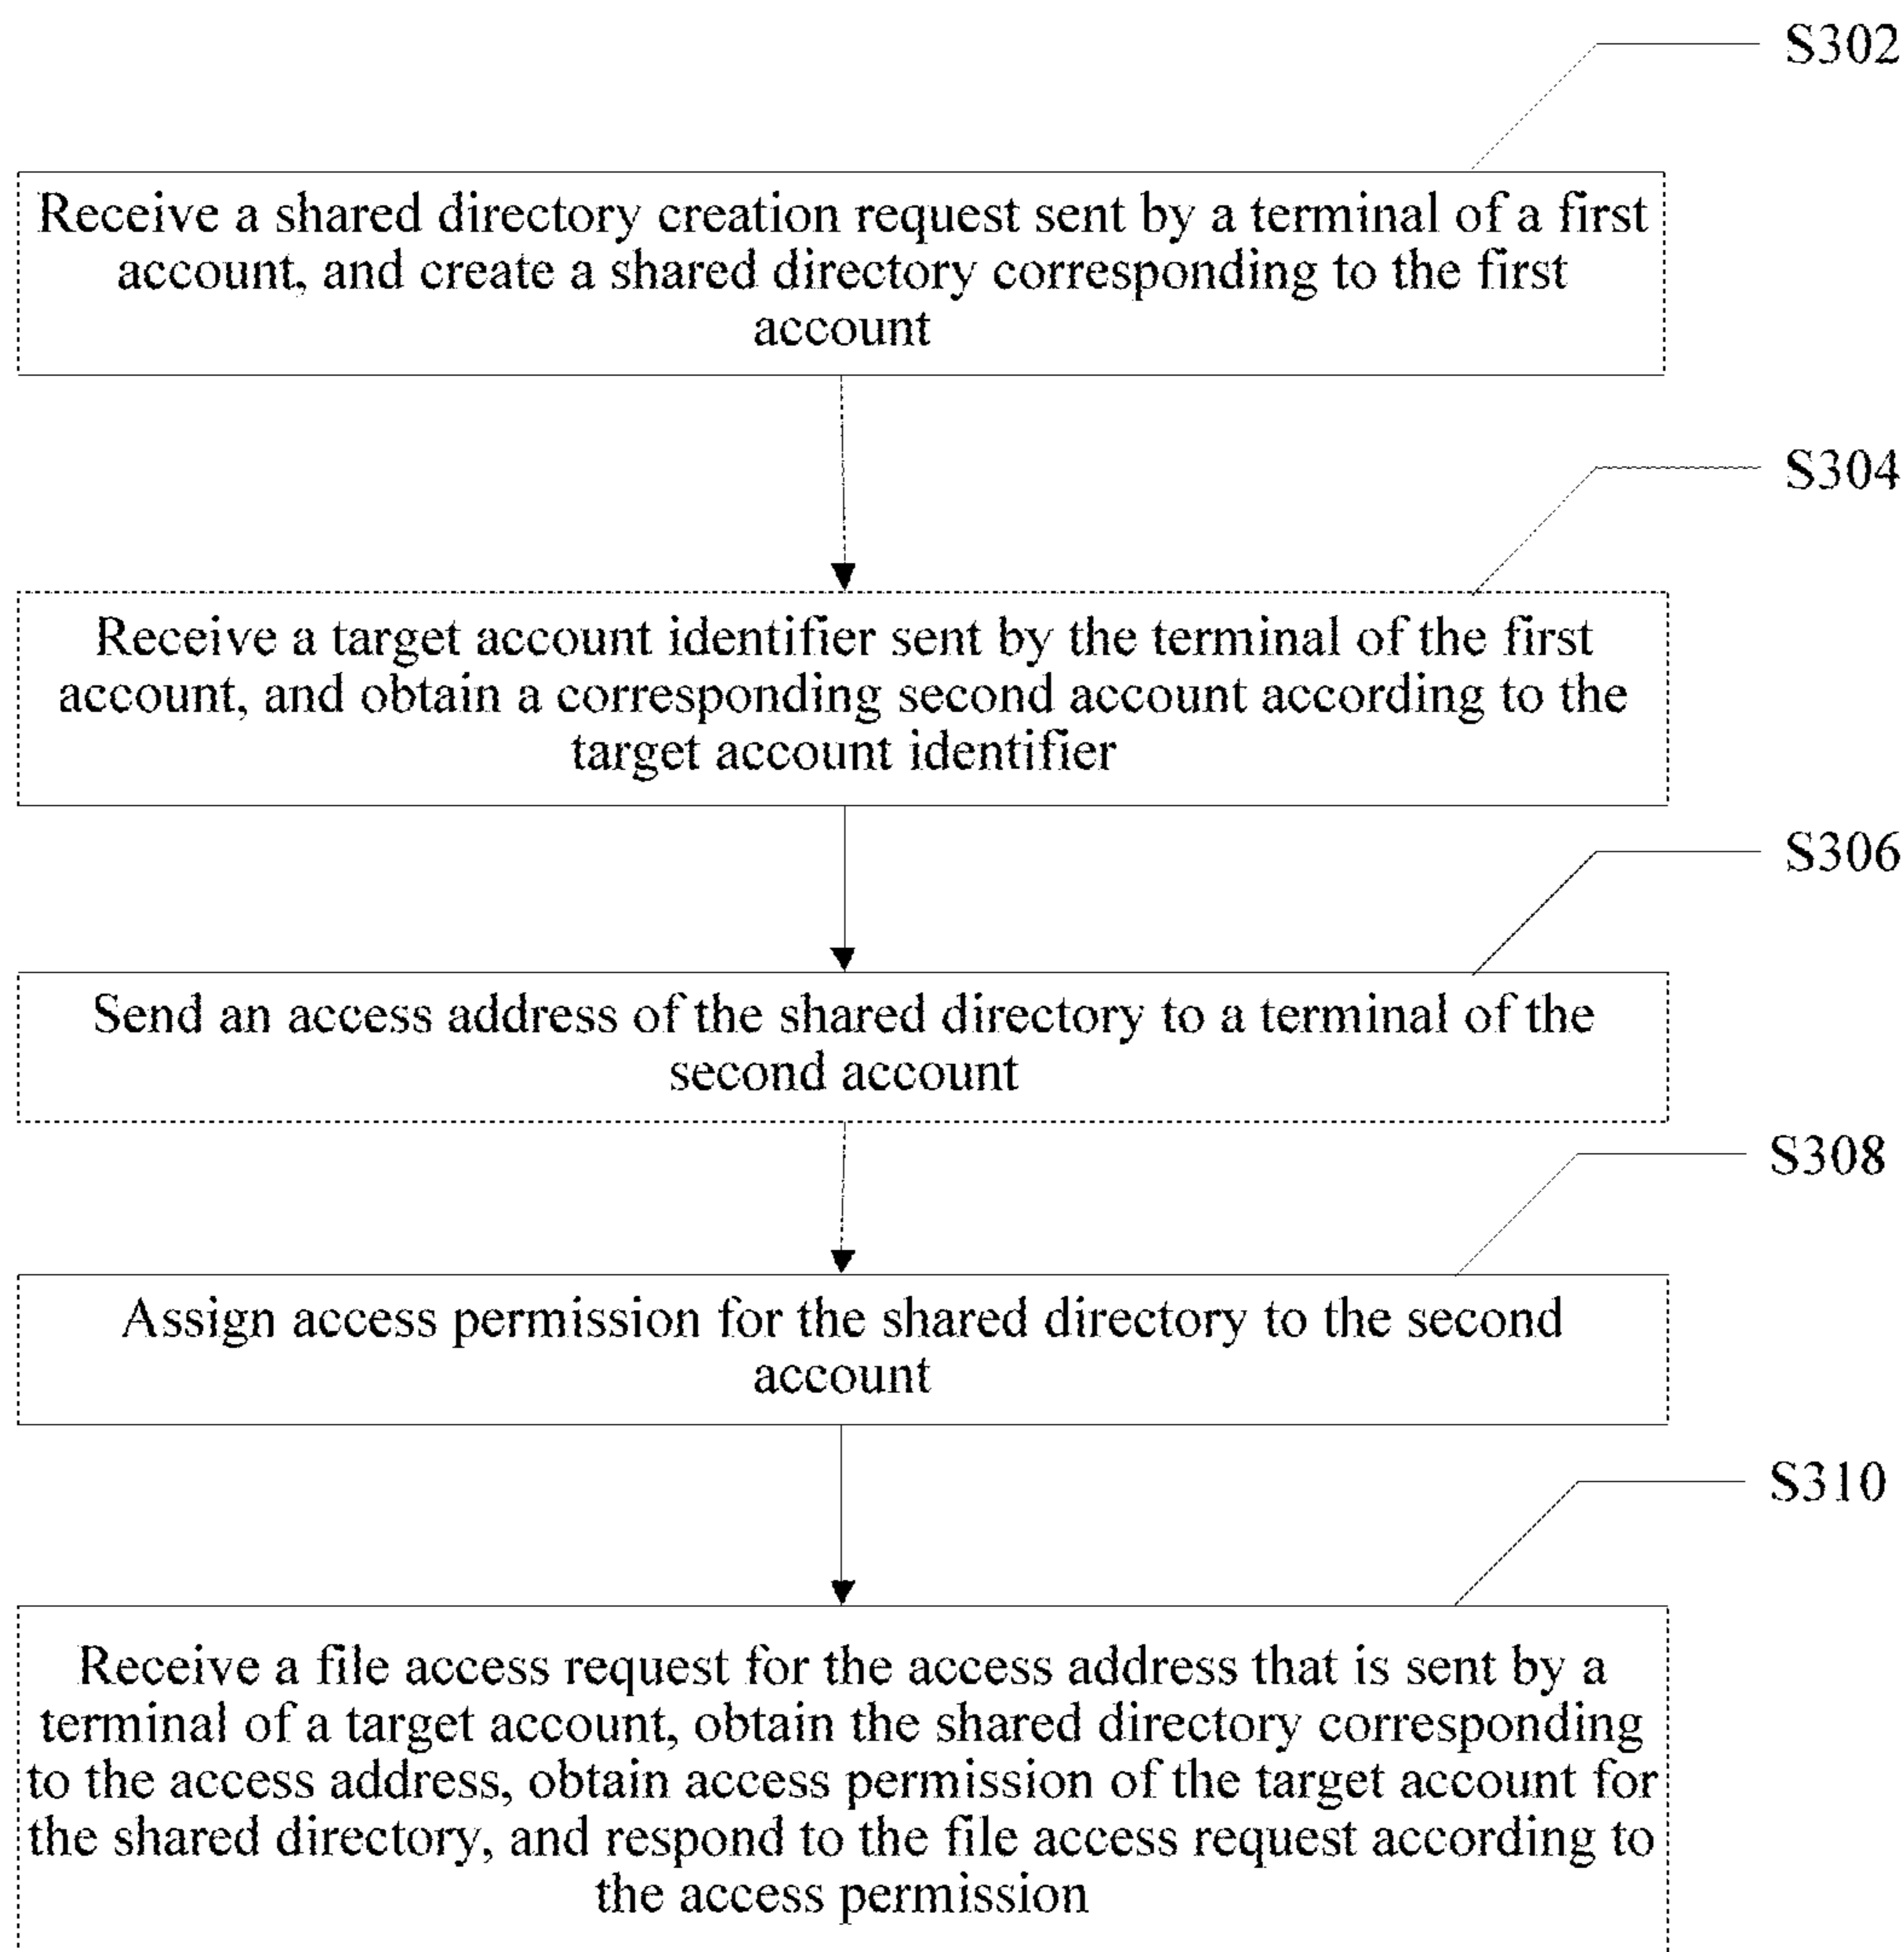 S302
Receive a shared directory creation request sent by a terminal of a first
account, and create a shared directory corresponding to the first
account
S304
Receive a target account identifier sent by the terminal of the first
account, and obtain a corresponding second account according to the
target account identifier
S306
Send an access address of the shared directory to a terminal of the
second account
S308
Assign access permission for the shared directory to the second
account
S310
Receive a file access request for the access address that is sent by a
terminal of a target account, obtain the shared directory corresponding
to the access address, obtain access permission of the target account for
the shared directory, and respond to the file access request according to
the access permission